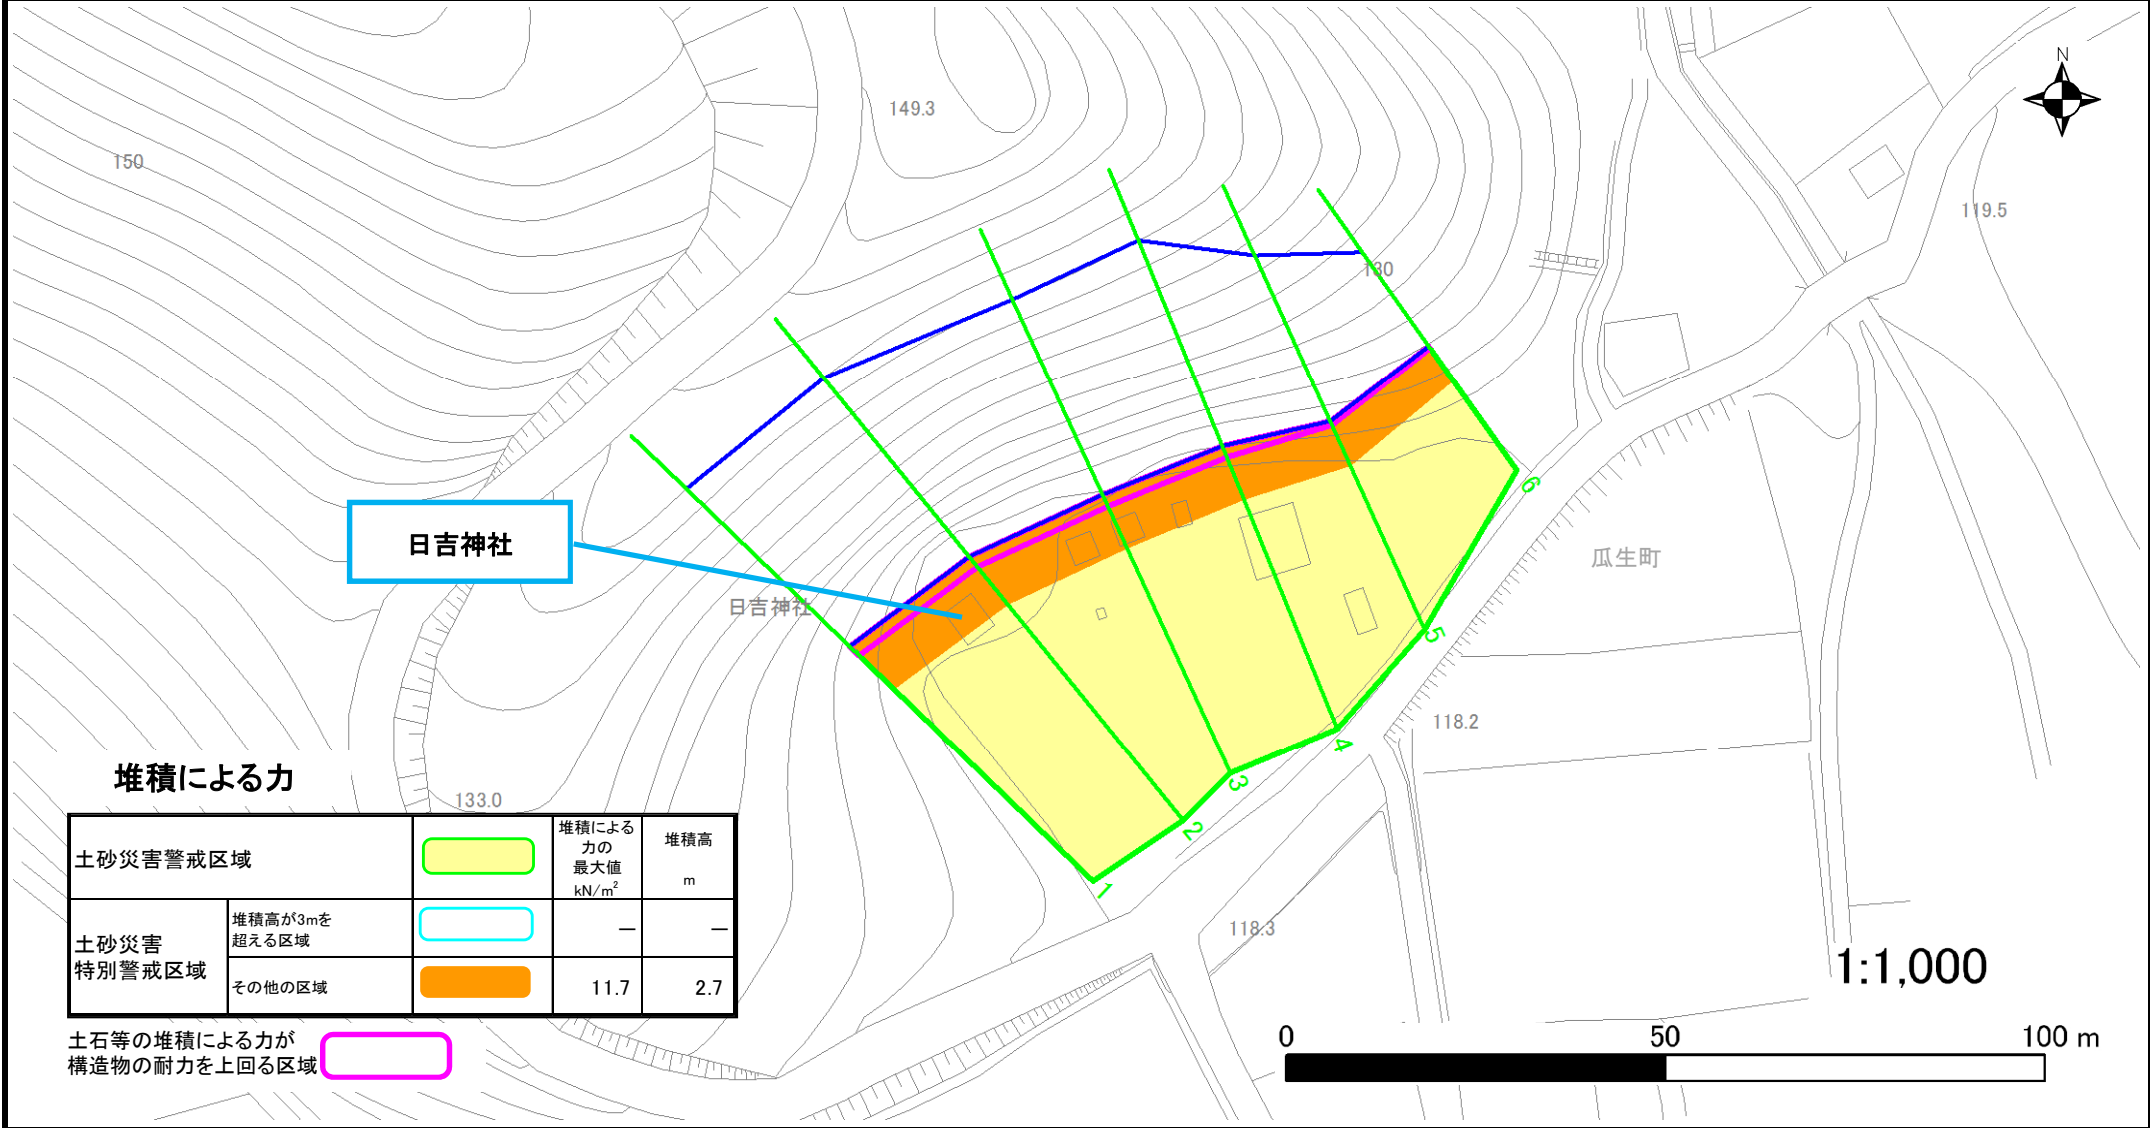 N
149.3
150
119.5
130
日吉神社
日吉神社
瓜生町
6
5
4
3
2
1
118.2
133.0
118.3
堆積による力
土砂災害警戒区域
堆積による
力の
最大値
kN/m²
堆積高
m
土砂災害
特別警戒区域
堆積高が3mを
超える区域
— —
その他の区域
11.7 2.7
土石等の堆積による力が
構造物の耐力を上回る区域
1:1,000
0 50 100 m